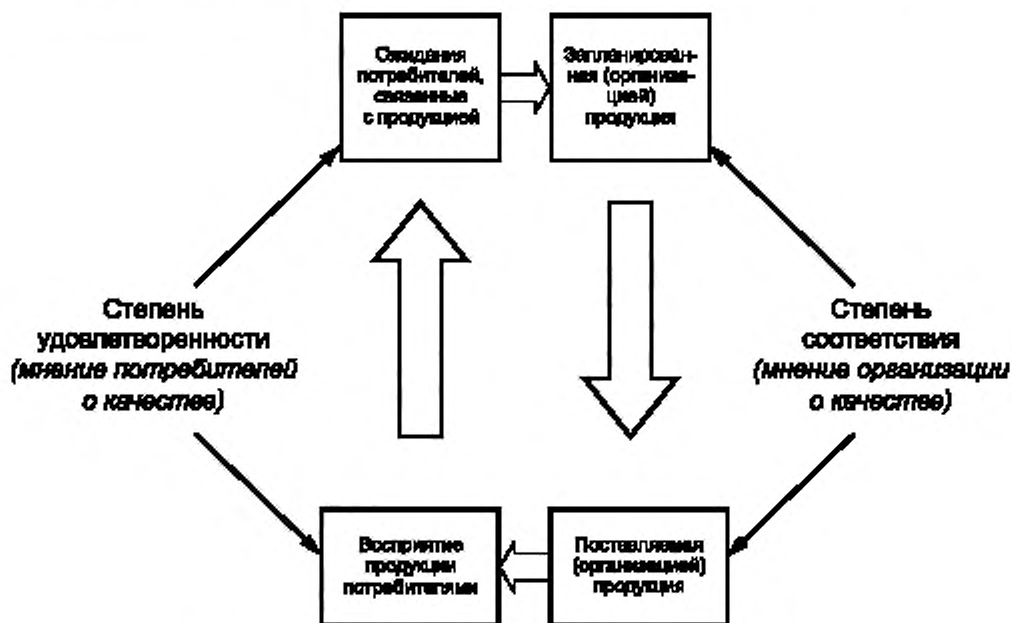 Ожидания
потребителей,
связанные
с продукцией
Запланирован-
ная (организа-
цией)
продукция
Степень
удовлетворенности
(мнение потребителей
о качестве)
Степень
соответствия
(мнение организации
о качестве)
Восприятие
продукции
потребителями
Поставляемая
(организацией)
продукция